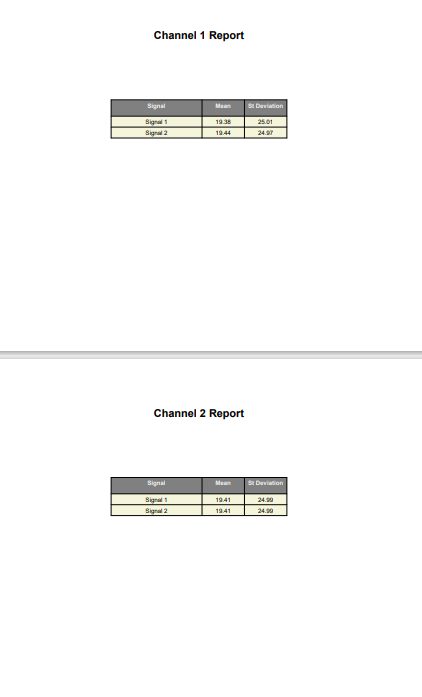 Channel 1 Report
Signal Mean St Deviation
Signal 1 19.38 25.01
Signal 2 19.44 24.97
Channel 2 Report
Signal Mean St Deviation
Signal 1 19.41 24.99
Signal 2 19.41 24.99